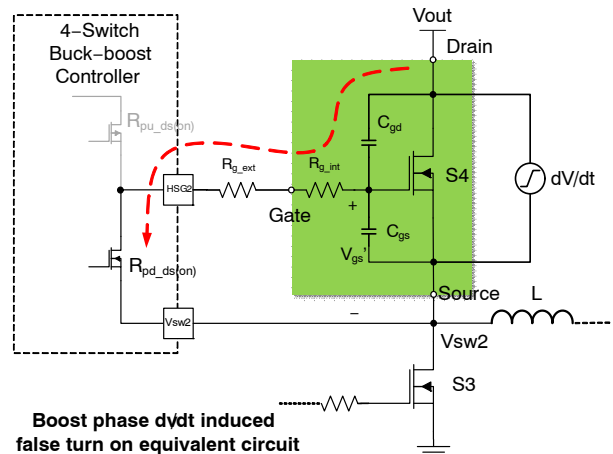 4–Switch
Buck–boost
Controller
Vout
Drain
Rpu_ds(on)
Cgd
Rg_ext
Rg_int
S4
dV/dt
HSG2
Gate
+
Cgs
Vgs'
Rpd_ds(on)
Source
L
Vsw2
–
Vsw2
S3
Boost phase dv/dt induced
false turn on equivalent circuit